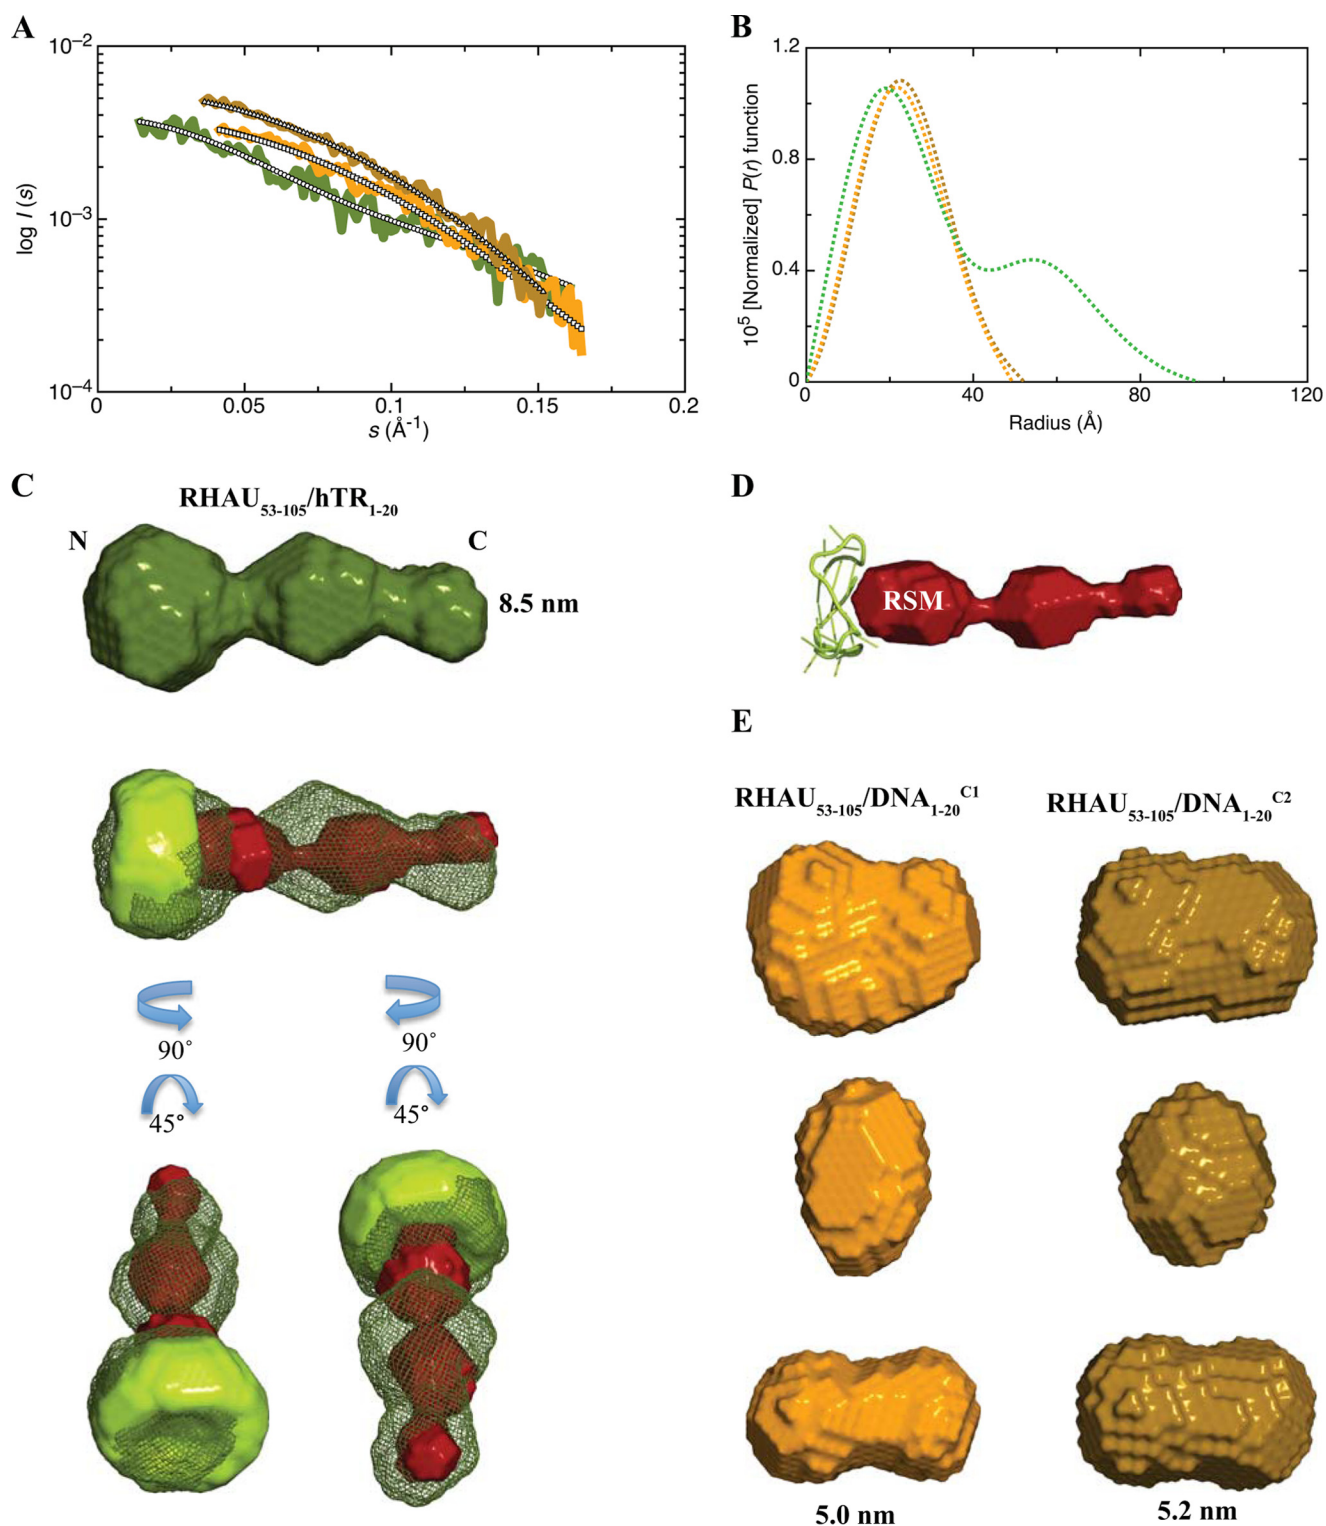 A
10⁻²
10⁻³
10⁻⁴
log I (s)
0 0.05 0.1 0.15 0.2
s (Å⁻¹)
B
1.2
0.8
0.4
0
10⁵ [Normalized] P(r) function
0 40 80 120
Radius (Å)
C
RHAU₅₃₋₁₀₅/hTR₁₋₂₀
N
C
8.5 nm
90°
90°
45°
45°
D
RSM
E
RHAU₅₃₋₁₀₅/DNA₁₋₂₀ᶜ¹
RHAU₅₃₋₁₀₅/DNA₁₋₂₀ᶜ²
5.0 nm
5.2 nm